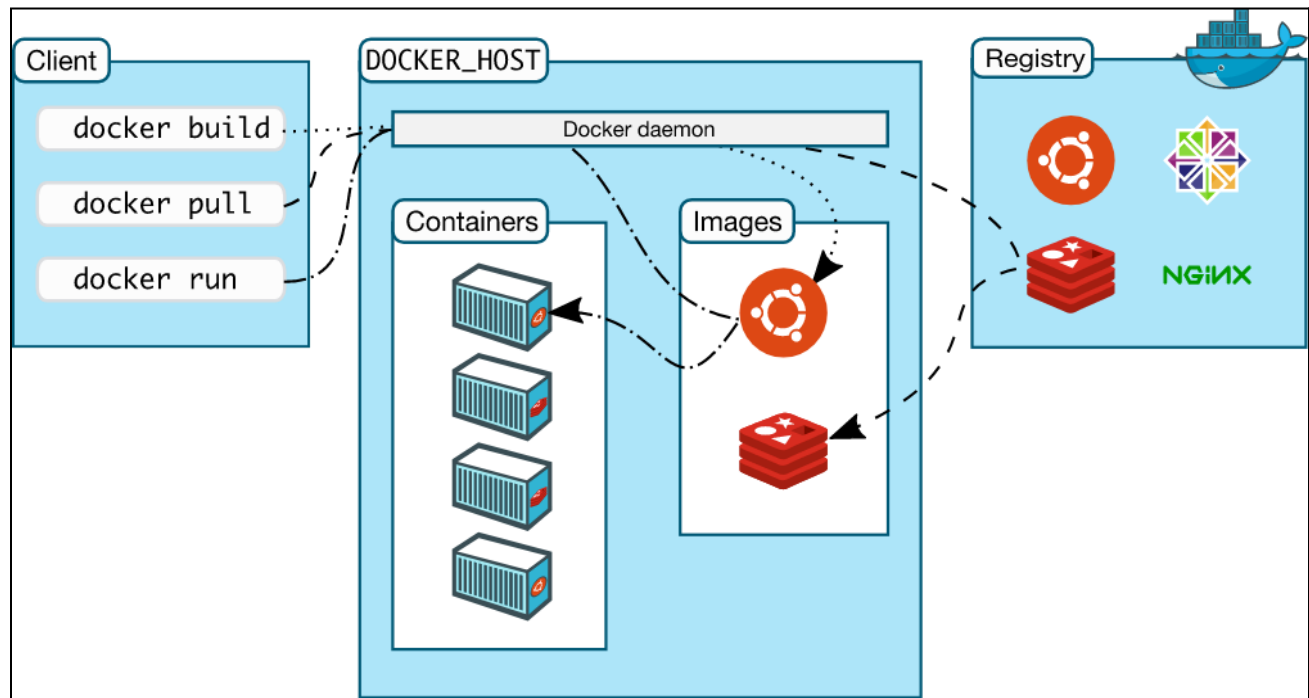 Client
docker build
docker pull
docker run
DOCKER_HOST
Docker daemon
Containers
Images
Registry
NGINX